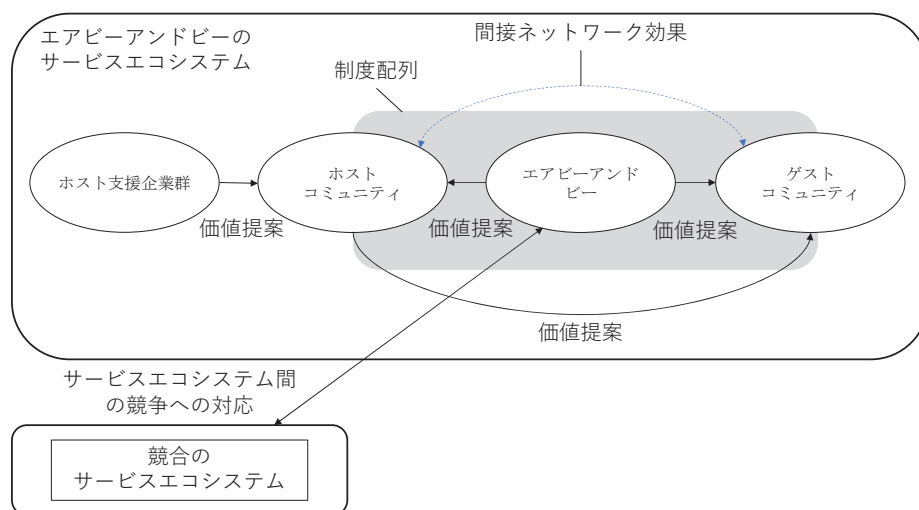 エアビーアンドビーの
サービスエコシステム
間接ネットワーク効果
制度配列
ホスト支援企業群
ホスト
コミュニティ
エアビーアンド
ビー
ゲスト
コミュニティ
価値提案
価値提案
価値提案
価値提案
サービスエコシステム間
の競争への対応
競合の
サービスエコシステム